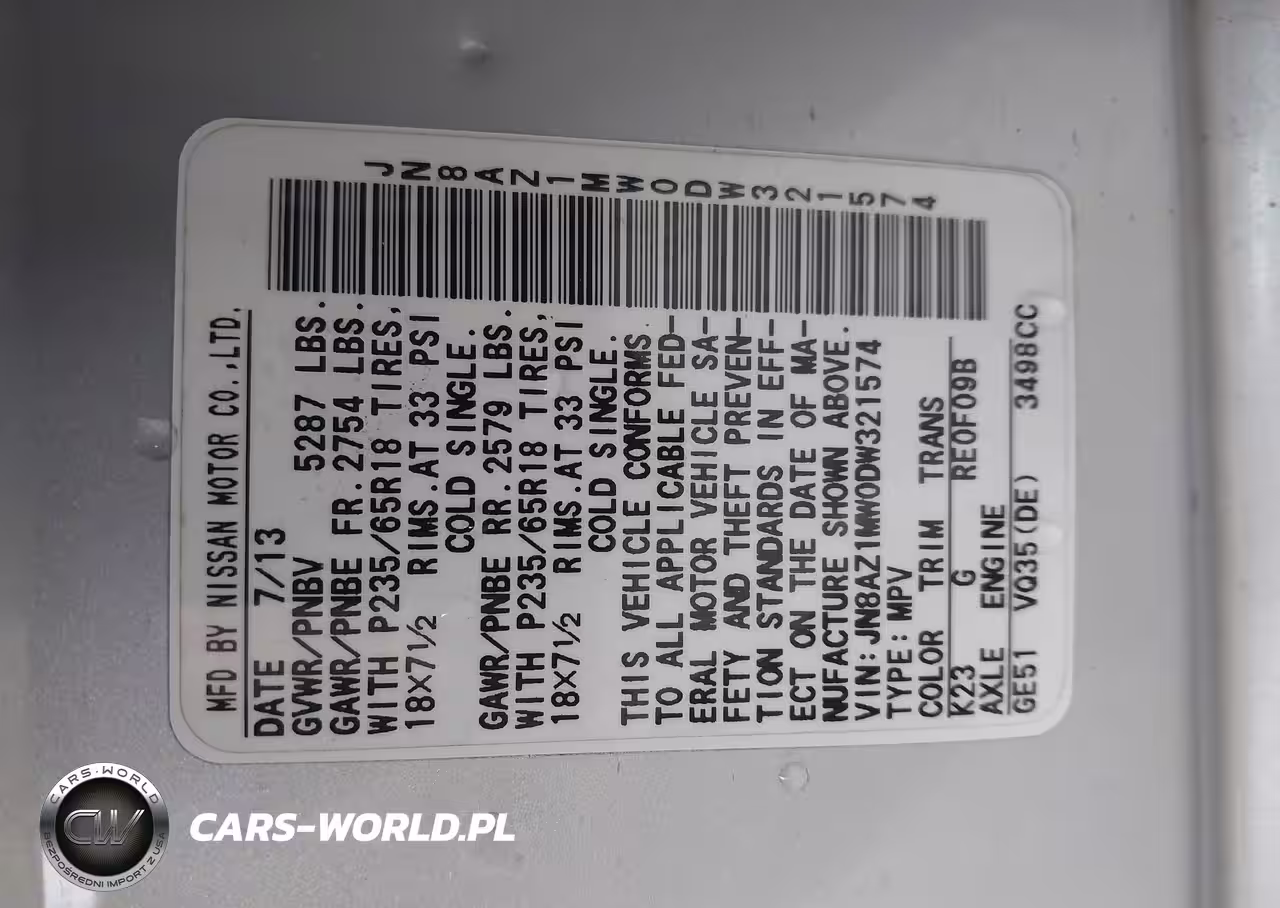 JN8AZ1MW0DW321574
MFD BY NISSAN MOTOR CO.,LTD.
DATE 7/13
GVWR/PNBV 5287 LBS.
GAWR/PNBE FR. 2754 LBS.
WITH P235/65R18 TIRES,
18×7½ RIMS.AT 33 PSI
COLD SINGLE.
GAWR/PNBE RR. 2579 LBS.
WITH P235/65R18 TIRES,
18×7½ RIMS.AT 33 PSI
COLD SINGLE.
THIS VEHICLE CONFORMS
TO ALL APPLICABLE FED-
ERAL MOTOR VEHICLE SA-
FETY AND THEFT PREVEN-
TION STANDARDS IN EFF-
ECT ON THE DATE OF MA-
NUFACTURE SHOWN ABOVE.
VIN:JN8AZ1MW0DW321574
TYPE:MPV
COLOR TRIM TRANS
K23 G RE0F09B
AXLE ENGINE
GE51 VQ35(DE) 3498CC
CARS·WORLD
CW
BEZPOŚREDNI IMPORT Z USA
CARS-WORLD.PL